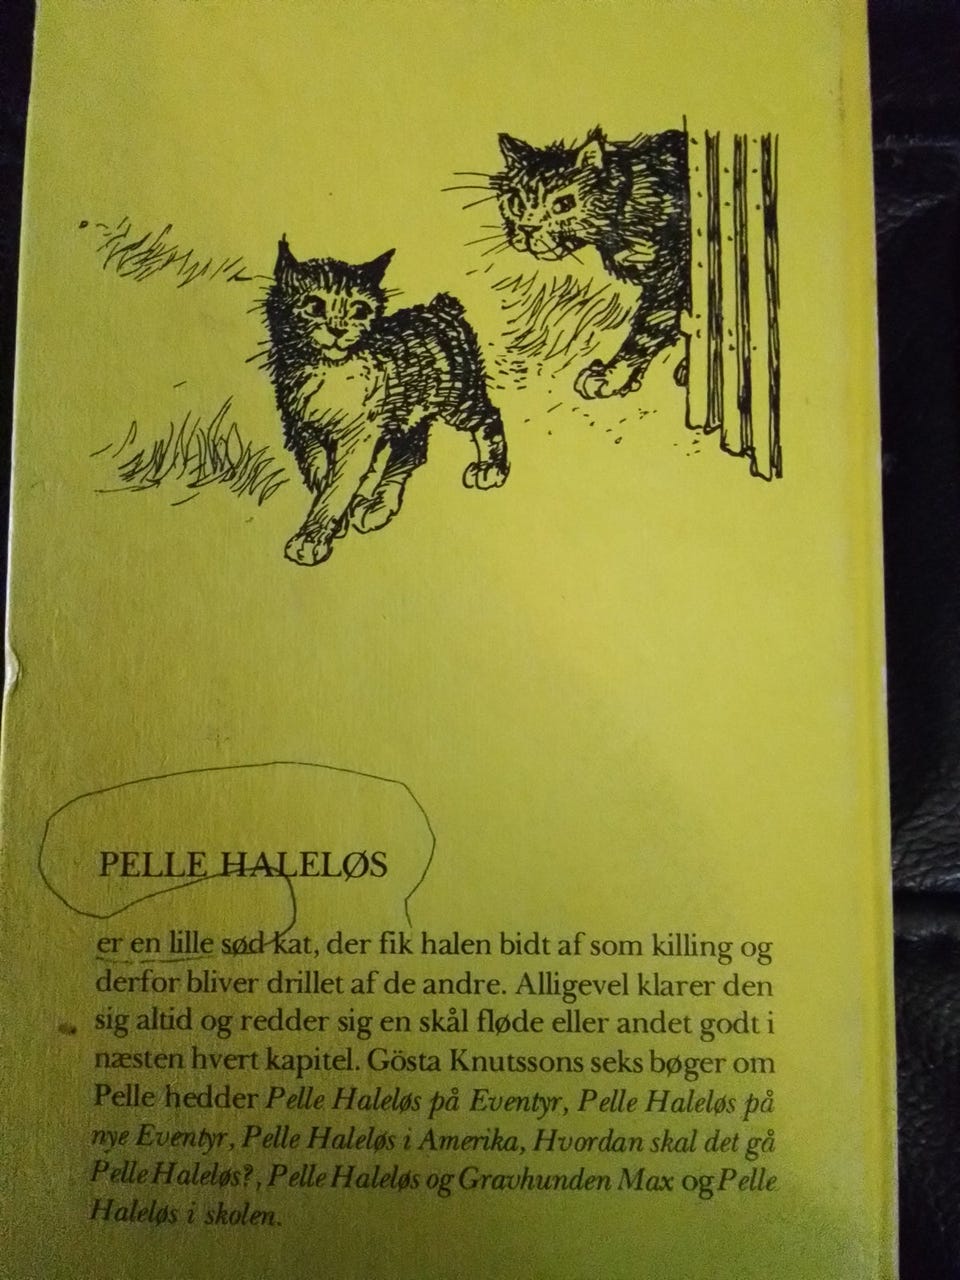 PELLE HALELØS
er en lille sød kat, der fik halen bidt af som killing og
derfor bliver drillet af de andre. Alligevel klarer den
sig altid og redder sig en skål fløde eller andet godt i
næsten hvert kapitel. Gösta Knutssons seks bøger om
Pelle hedder Pelle Haleløs på Eventyr, Pelle Haleløs på
nye Eventyr, Pelle Haleløs i Amerika, Hvordan skal det gå
Pelle Haleløs?, Pelle Haleløs og Gravhunden Max og Pelle
Haleløs i skolen.